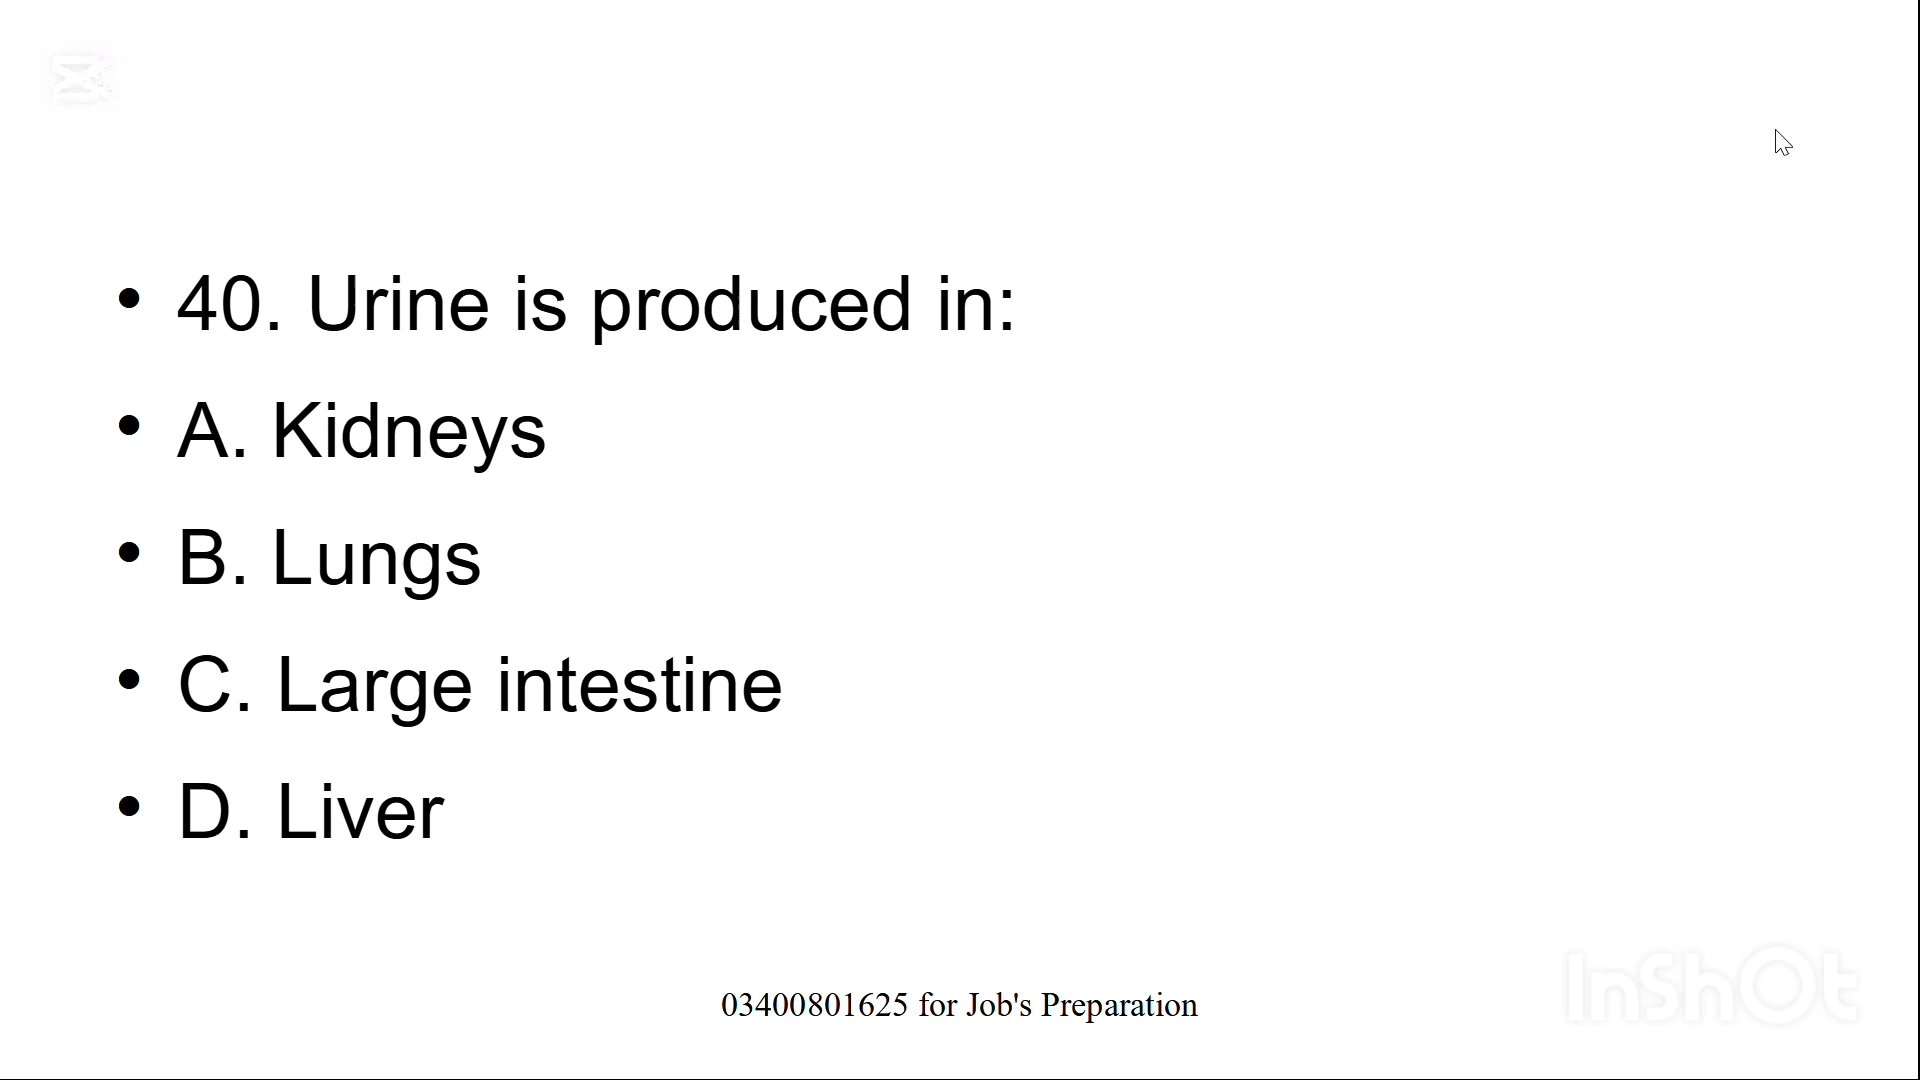 • 40. Urine is produced in:
• A. Kidneys
• B. Lungs
• C. Large intestine
• D. Liver
03400801625 for Job's Preparation
InShOt